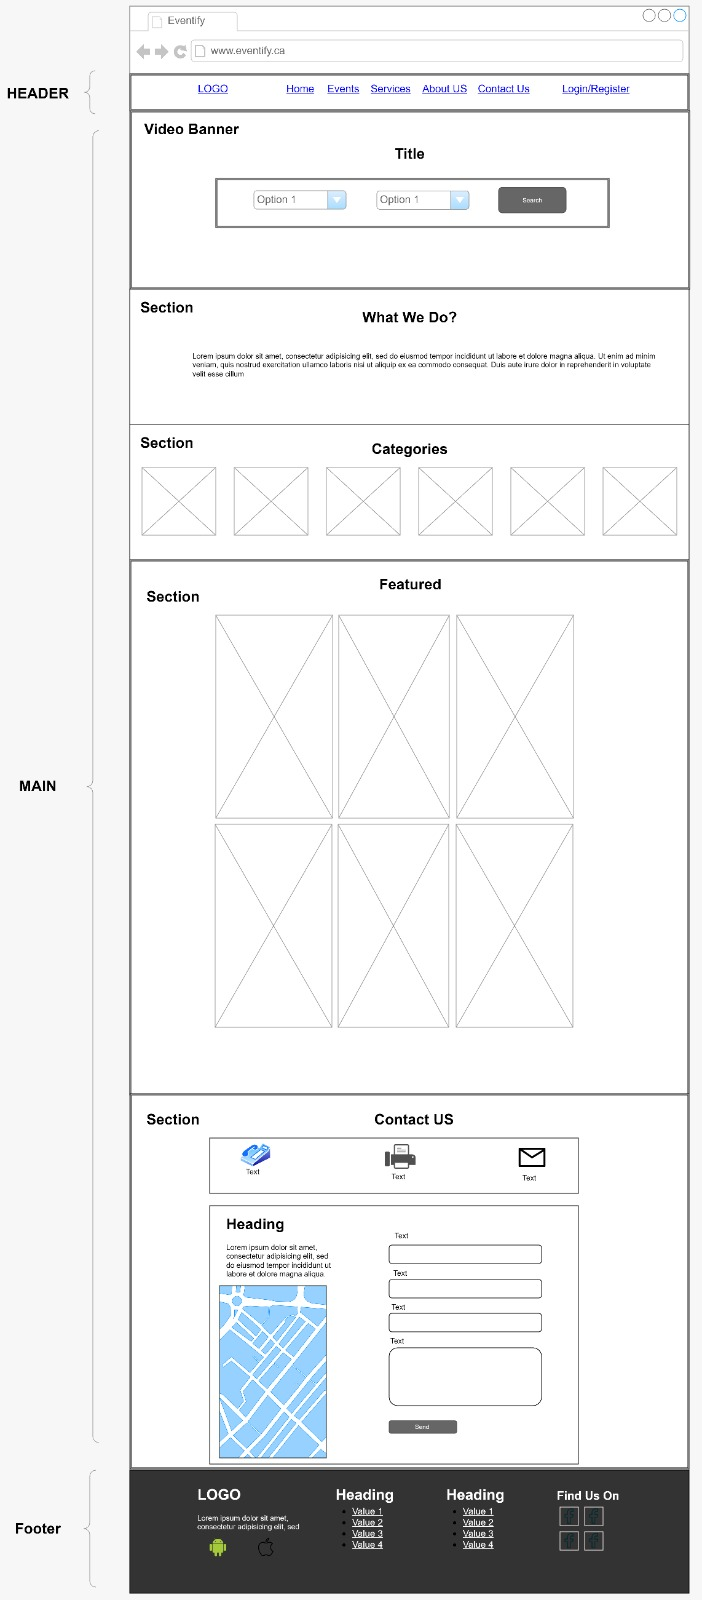 Eventify
www.eventify.ca
HEADER
LOGO Home Events Services About US Contact Us Login/Register
Video Banner
Title
Option 1 Option 1 Search
Section
What We Do?
Lorem ipsum dolor sit amet, consectetur adipisicing elit, sed do eiusmod tempor incididunt ut labore et dolore magna aliqua. Ut enim ad minim
veniam, quis nostrud exercitation ullamco laboris nisi ut aliquip ex ea commodo consequat. Duis aute irure dolor in reprehenderit in voluptate
velit esse cillum
Section
Categories
Featured
Section
MAIN
Section
Contact US
Text Text Text
Heading
Lorem ipsum dolor sit amet,
consectetur adipisicing elit, sed
do eiusmod tempor incididunt ut
labore et dolore magna aliqua
Text
Text
Text
Text
Send
Footer
LOGO
Lorem ipsum dolor sit amet,
consectetur adipisicing elit, sed
Heading
Value 1
Value 2
Value 3
Value 4
Heading
Value 1
Value 2
Value 3
Value 4
Find Us On